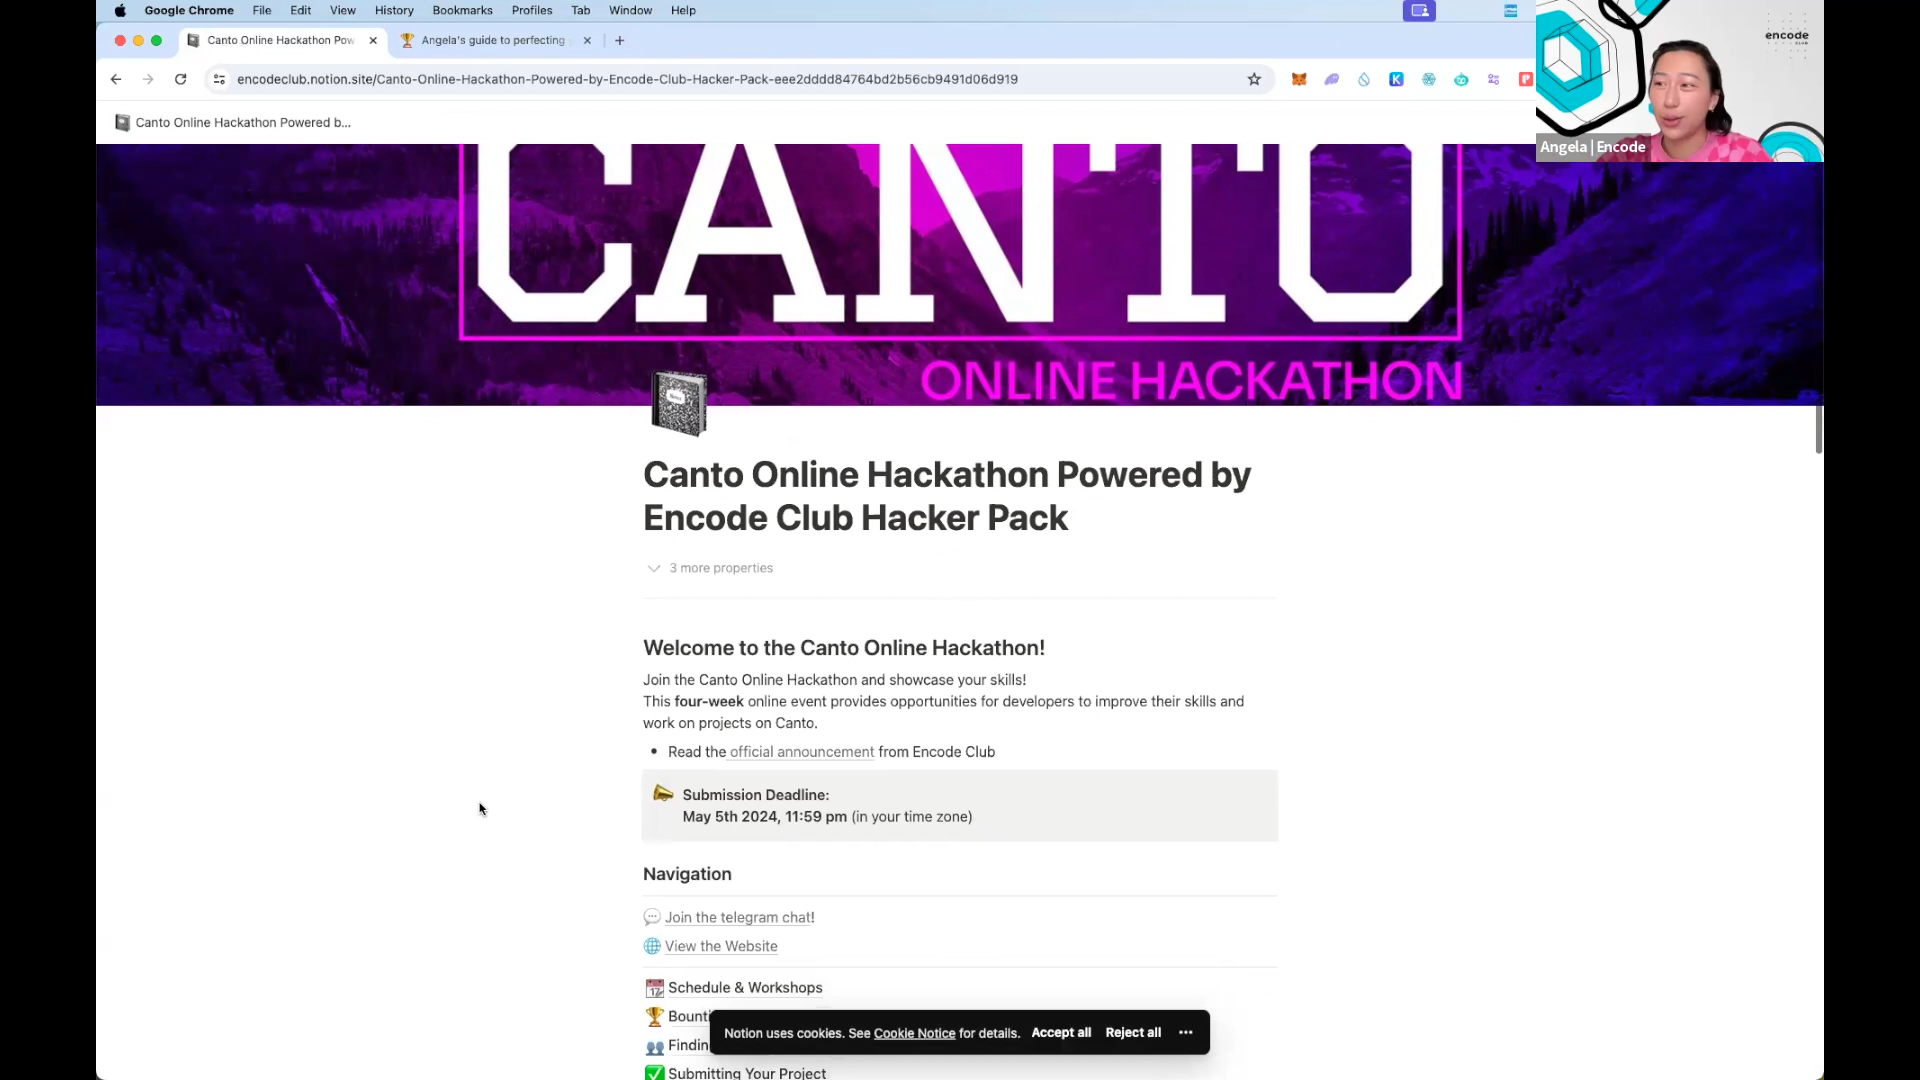 Google Chrome File Edit View History Bookmarks Profiles Tab Window Help
Canto Online Hackathon Pow
Angela's guide to perfecting
encodeclub.notion.site/Canto-Online-Hackathon-Powered-by-Encode-Club-Hacker-Pack-eee2dddd84764bd2b56cb9491d06d919
encode
CLUB
Angela | Encode
Canto Online Hackathon Powered b...
CANTO
ONLINE HACKATHON
Canto Online Hackathon Powered by
Encode Club Hacker Pack
3 more properties
Welcome to the Canto Online Hackathon!
Join the Canto Online Hackathon and showcase your skills!
This four-week online event provides opportunities for developers to improve their skills and
work on projects on Canto.
• Read the official announcement from Encode Club
Submission Deadline:
May 5th 2024, 11:59 pm (in your time zone)
Navigation
Join the telegram chat!
View the Website
Schedule & Workshops
Bounti
Findin
Submitting Your Project
Notion uses cookies. See Cookie Notice for details. Accept all Reject all